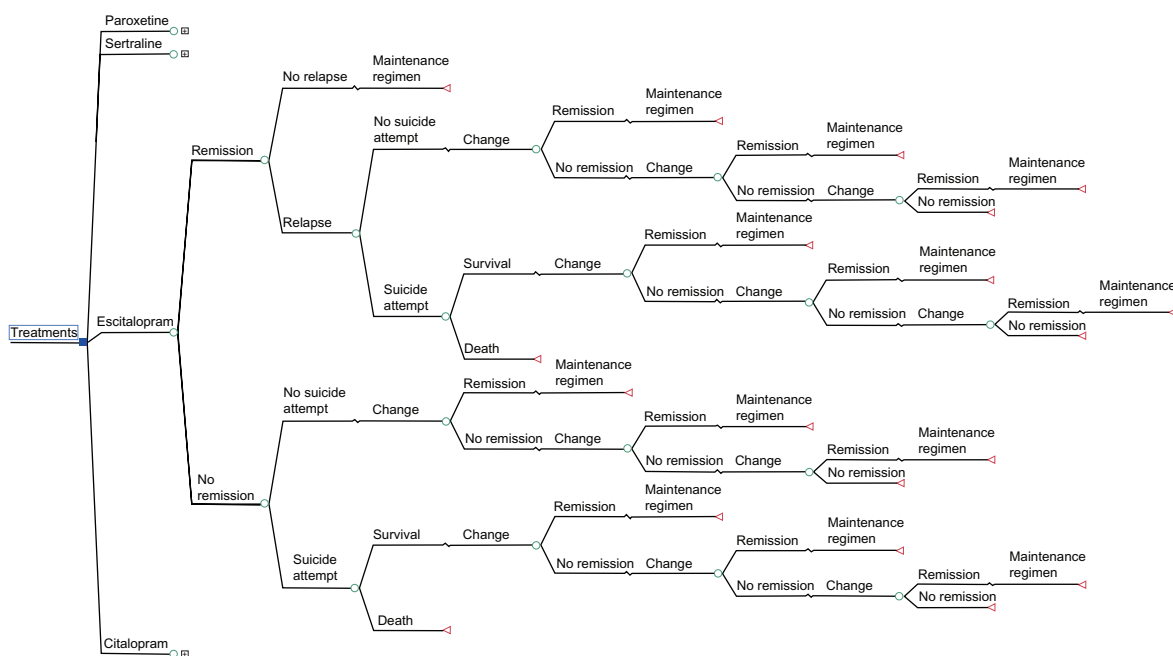 Paroxetine
Sertraline
No relapse
Maintenance
regimen
Maintenance
regimen
Remission
No suicide
attempt
Change
Maintenance
regimen
Remission
Remission
No remission
Change
Maintenance
regimen
Remission
No remission
Change
No remission
Relapse
Maintenance
regimen
Remission
Survival
Change
Maintenance
regimen
Remission
No remission
Change
Suicide
attempt
Maintenance
regimen
Remission
No remission
Change
No remission
Death
Treatments
Escitalopram
No suicide
attempt
Change
Remission
Maintenance
regimen
Remission
Maintenance
regimen
No remission
Change
Maintenance
regimen
Remission
No remission
Change
No remission
No
remission
Maintenance
regimen
Remission
Survival
Change
Maintenance
regimen
Remission
No remission
Change
Suicide
attempt
Maintenance
regimen
Remission
No remission
Change
No remission
Death
Citalopram